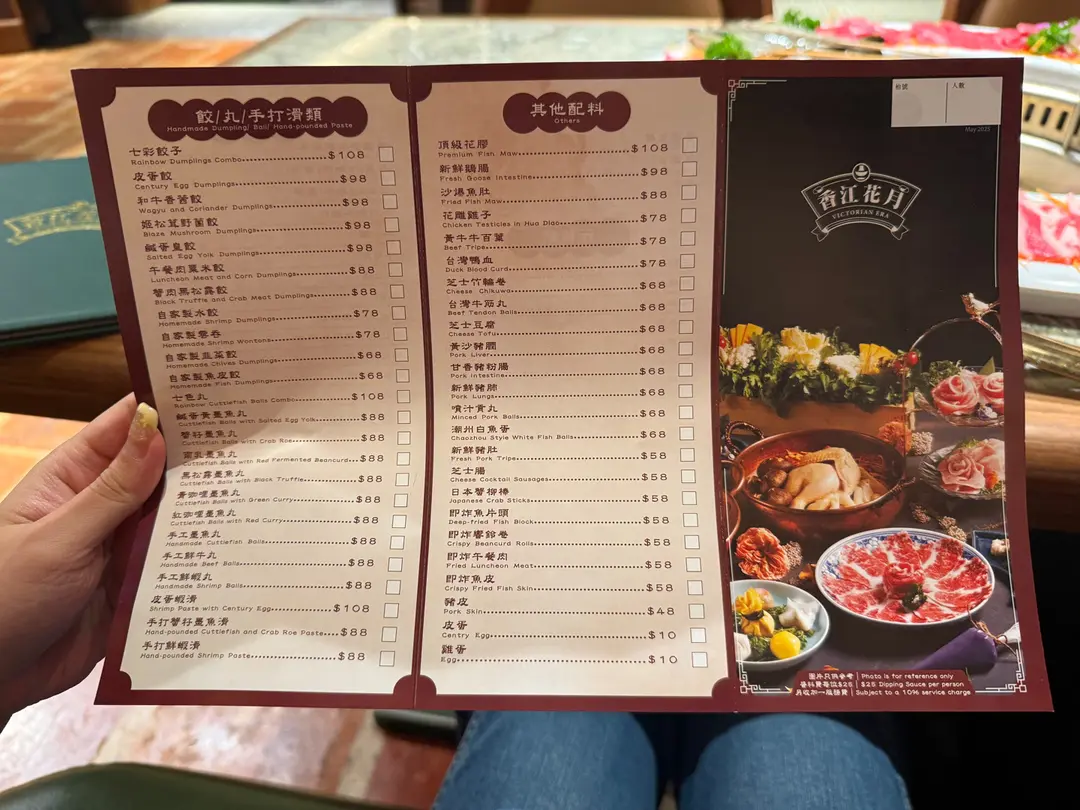 餃/丸/手打滑類
Handmade Dumpling/ Ball/ Hand-pounded Paste
七彩餃子
Rainbow Dumplings Combo $108
皮蛋餃
Century Egg Dumplings $98
和牛香茜餃
Wagyu and Coriander Dumplings $98
姬松茸野菌餃
Blaze Mushroom Dumplings $98
鹹蛋皇餃
Salted Egg Yolk Dumplings $98
午餐肉粟米餃
Luncheon Meat and Corn Dumplings $88
蟹肉黑松露餃
Black Truffle and Crab Meat Dumplings $88
自家製水餃
Homemade Shrimp Dumplings $78
自家製雲吞
Homemade Shrimp Wontons $78
自家製韮菜餃
Homemade Chives Dumplings $68
自家製魚皮餃
Homemade Fish Dumplings $68
七色丸
Rainbow Cuttlefish Balls Combo $108
鹹蛋黃墨魚丸
Cuttlefish Balls with Salted Egg Yolk $88
蟹籽墨魚丸
Cuttlefish Balls with Crab Roe $88
南乳墨魚丸
Cuttlefish Balls with Red Fermented Beancurd $88
黑松露墨魚丸
Cuttlefish Balls with Black Truffle $88
青咖哩墨魚丸
Cuttlefish Balls with Green Curry $88
紅咖哩墨魚丸
Cuttlefish Balls with Red Curry $88
手工墨魚丸
Handmade Cuttlefish Balls $88
手工鮮牛丸
Handmade Beef Balls $88
手工鮮蝦丸
Handmade Shrimp Balls $88
皮蛋蝦滑
Shrimp Paste with Century Egg $108
手打蟹籽墨魚滑
Hand-pounded Cuttlefish and Crab Roe Paste $88
手打鮮蝦滑
Hand-pounded Shrimp Paste $88
其他配料
Others
頂級花膠
Premium Fish Maw $108
新鮮鵝腸
Fresh Goose Intestine $98
沙爆魚肚
Fried Fish Maw $88
花雕雞子
Chicken Testicles in Hua Diao $78
黃牛牛百葉
Beef Tripe $78
台灣鴨血
Duck Blood Curd $78
芝士竹輪卷
Cheese Chikuwa $68
台灣牛筋丸
Beef Tendon Balls $68
芝士豆腐
Cheese Tofu $68
黃沙豬膶
Pork Liver $68
甘香豬粉腸
Pork Intestine $68
新鮮豬肺
Pork Lungs $68
噴汁貢丸
Minced Pork Balls $68
潮州白魚蛋
Chaozhou Style White Fish Balls $68
新鮮豬肚
Fresh Pork Tripe $58
芝士腸
Cheese Cocktail Sausages $58
日本蟹柳棒
Japanese Crab Sticks $58
即炸魚片頭
Deep-fried Fish Block $58
即炸響鈴卷
Crispy Beancurd Rolls $58
即炸午餐肉
Fried Luncheon Meat $58
即炸魚皮
Crispy Fried Fish Skin $58
豬皮
Pork Skin $48
皮蛋
Centry Egg $10
雞蛋
Egg $10
枱號
人數
May 2025
香江花月
VICTORIAN ERA
圖片只供參考 | Photo is for reference only
醬料費每位$25 | $25 Dipping Sauce per person
另收加一服務費 | Subject to a 10% service charge